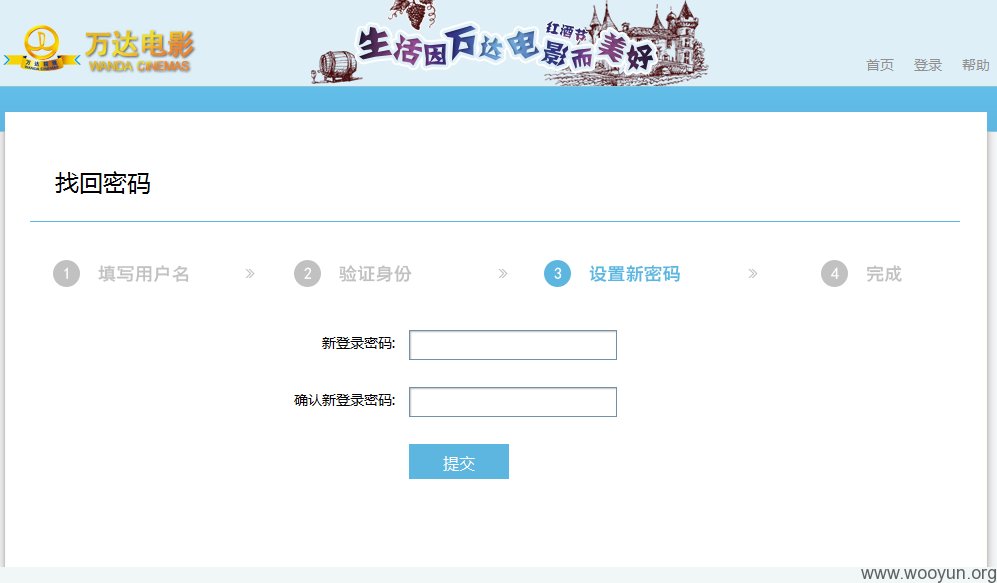 万达电影
WANDA CINEMAS
生活因万达电影而美好
红酒节
首页 登录 帮助
找回密码
1 填写用户名 » 2 验证身份 » 3 设置新密码 » 4 完成
新登录密码:
确认新登录密码:
提交
www.wooyun.org